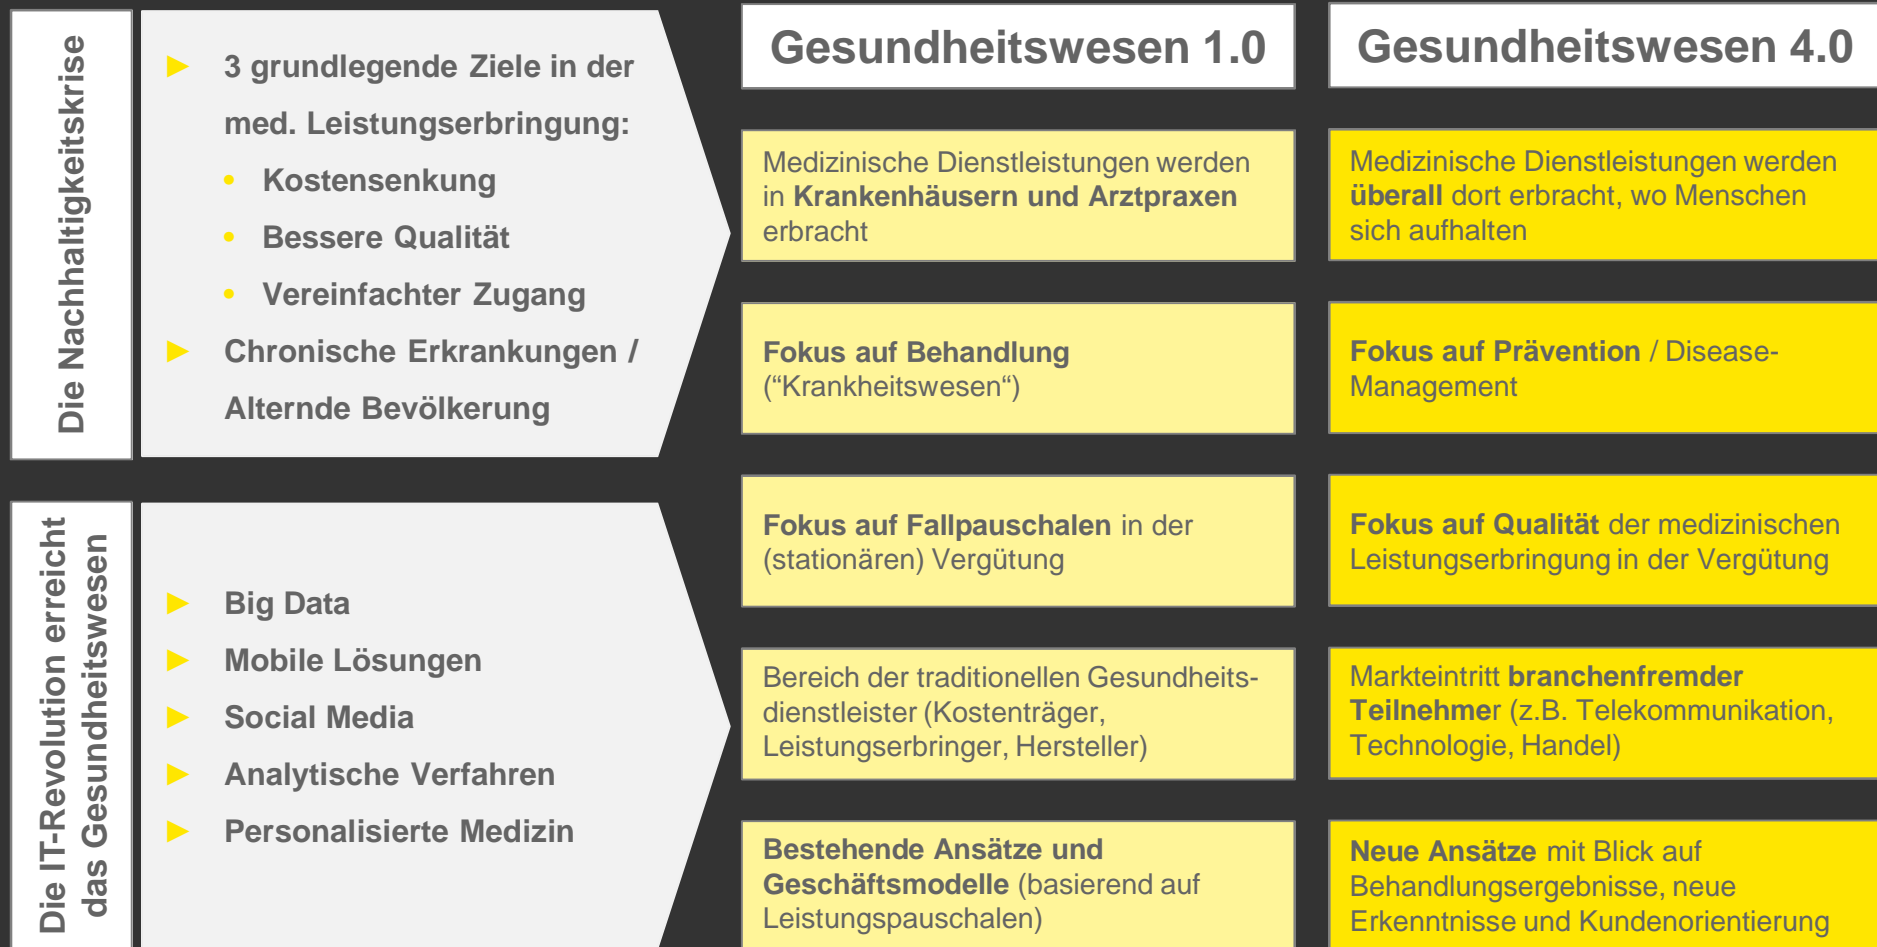 Die Nachhaltigkeitskrise
► 3 grundlegende Ziele in der
med. Leistungserbringung:
• Kostensenkung
• Bessere Qualität
• Vereinfachter Zugang
► Chronische Erkrankungen /
Alternde Bevölkerung
Die IT-Revolution erreicht
das Gesundheitswesen
► Big Data
► Mobile Lösungen
► Social Media
► Analytische Verfahren
► Personalisierte Medizin
Gesundheitswesen 1.0
Medizinische Dienstleistungen werden
in Krankenhäusern und Arztpraxen
erbracht
Fokus auf Behandlung
(“Krankheitswesen“)
Fokus auf Fallpauschalen in der
(stationären) Vergütung
Bereich der traditionellen Gesundheits-
dienstleister (Kostenträger,
Leistungserbringer, Hersteller)
Bestehende Ansätze und
Geschäftsmodelle (basierend auf
Leistungspauschalen)
Gesundheitswesen 4.0
Medizinische Dienstleistungen werden
überall dort erbracht, wo Menschen
sich aufhalten
Fokus auf Prävention / Disease-
Management
Fokus auf Qualität der medizinischen
Leistungserbringung in der Vergütung
Markteintritt branchenfremder
Teilnehmer (z.B. Telekommunikation,
Technologie, Handel)
Neue Ansätze mit Blick auf
Behandlungsergebnisse, neue
Erkenntnisse und Kundenorientierung